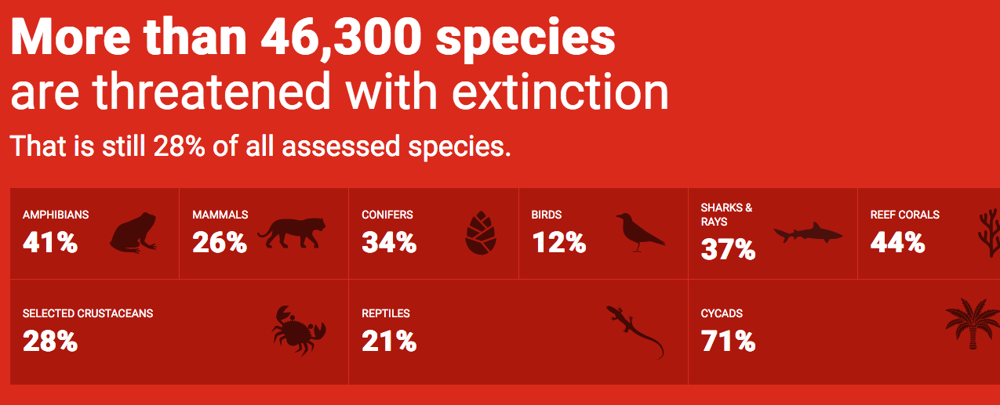 More than 46,300 species
are threatened with extinction
That is still 28% of all assessed species.
AMPHIBIANS
41%
MAMMALS
26%
CONIFERS
34%
BIRDS
12%
SHARKS &
RAYS
37%
REEF CORALS
44%
SELECTED CRUSTACEANS
28%
REPTILES
21%
CYCADS
71%